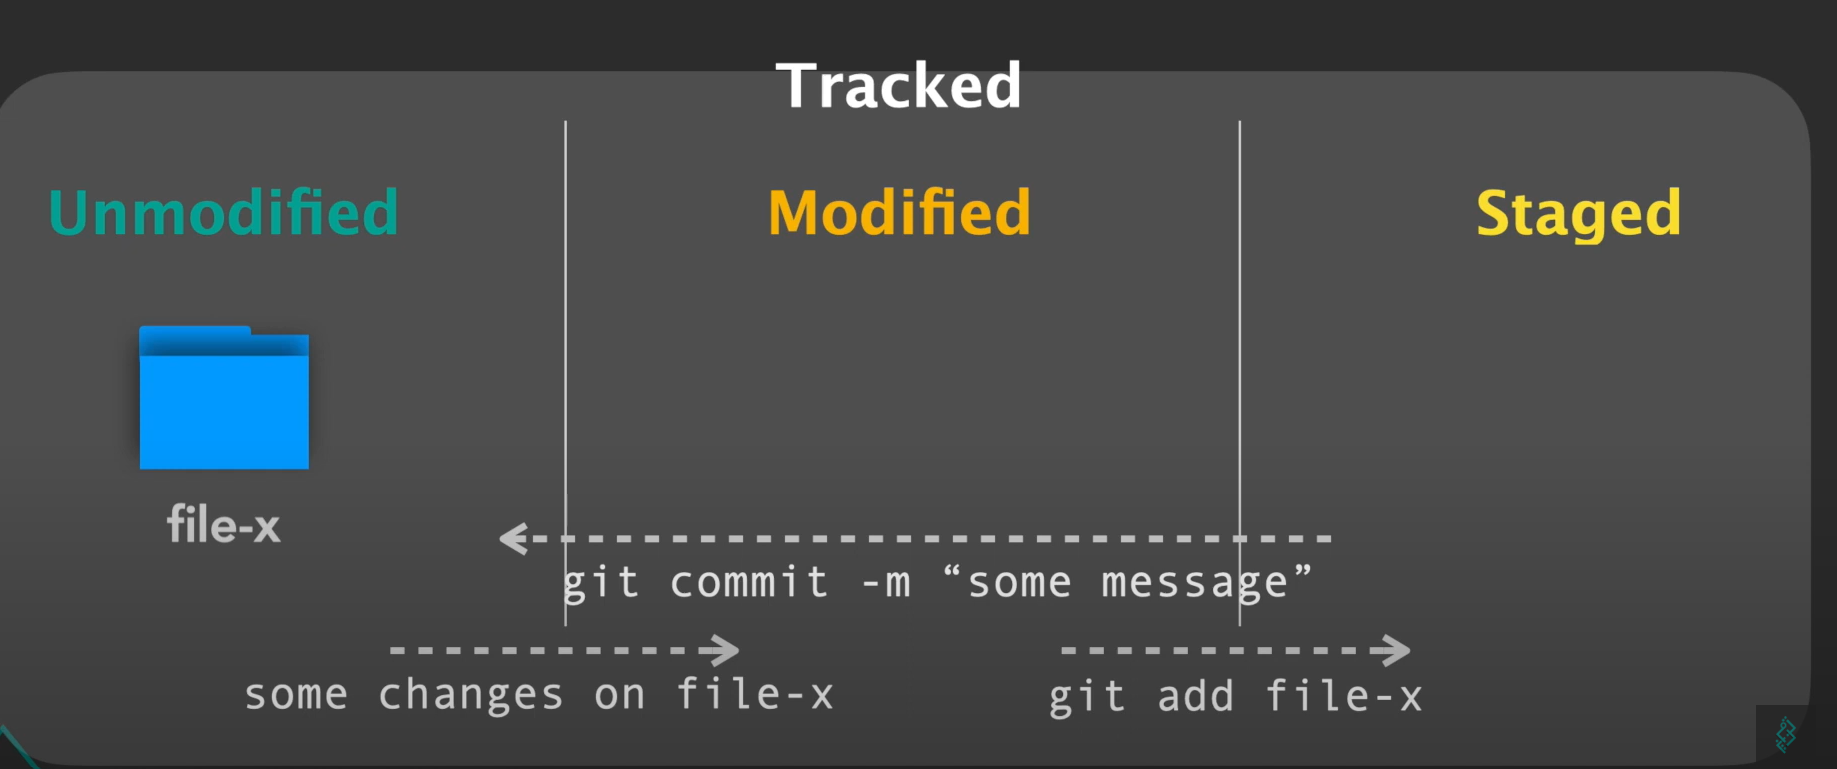 Tracked
Unmodified
Modified
Staged
file-x
git commit -m “some message”
some changes on file-x
git add file-x